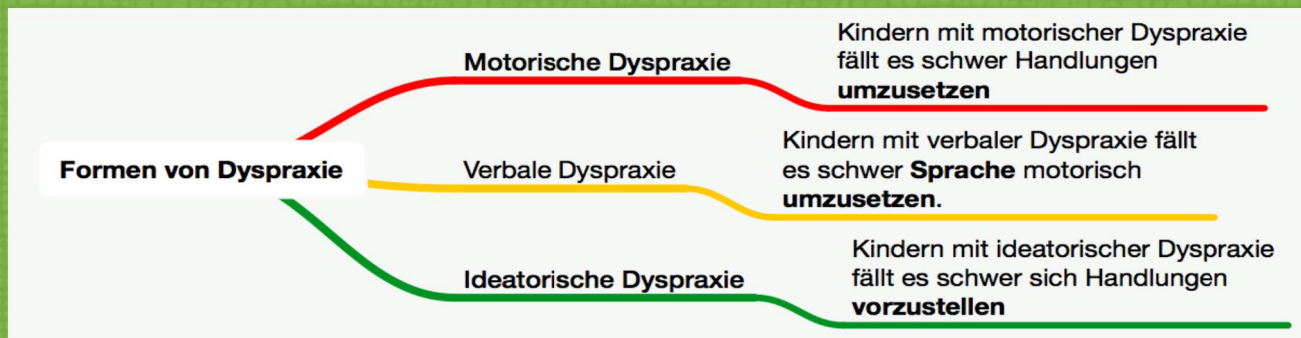 Formen von Dyspraxie
Motorische Dyspraxie
Kindern mit motorischer Dyspraxie
fällt es schwer Handlungen
umzusetzen
Verbale Dyspraxie
Kindern mit verbaler Dyspraxie fällt
es schwer Sprache motorisch
umzusetzen.
Ideatorische Dyspraxie
Kindern mit ideatorischer Dyspraxie
fällt es schwer sich Handlungen
vorzustellen